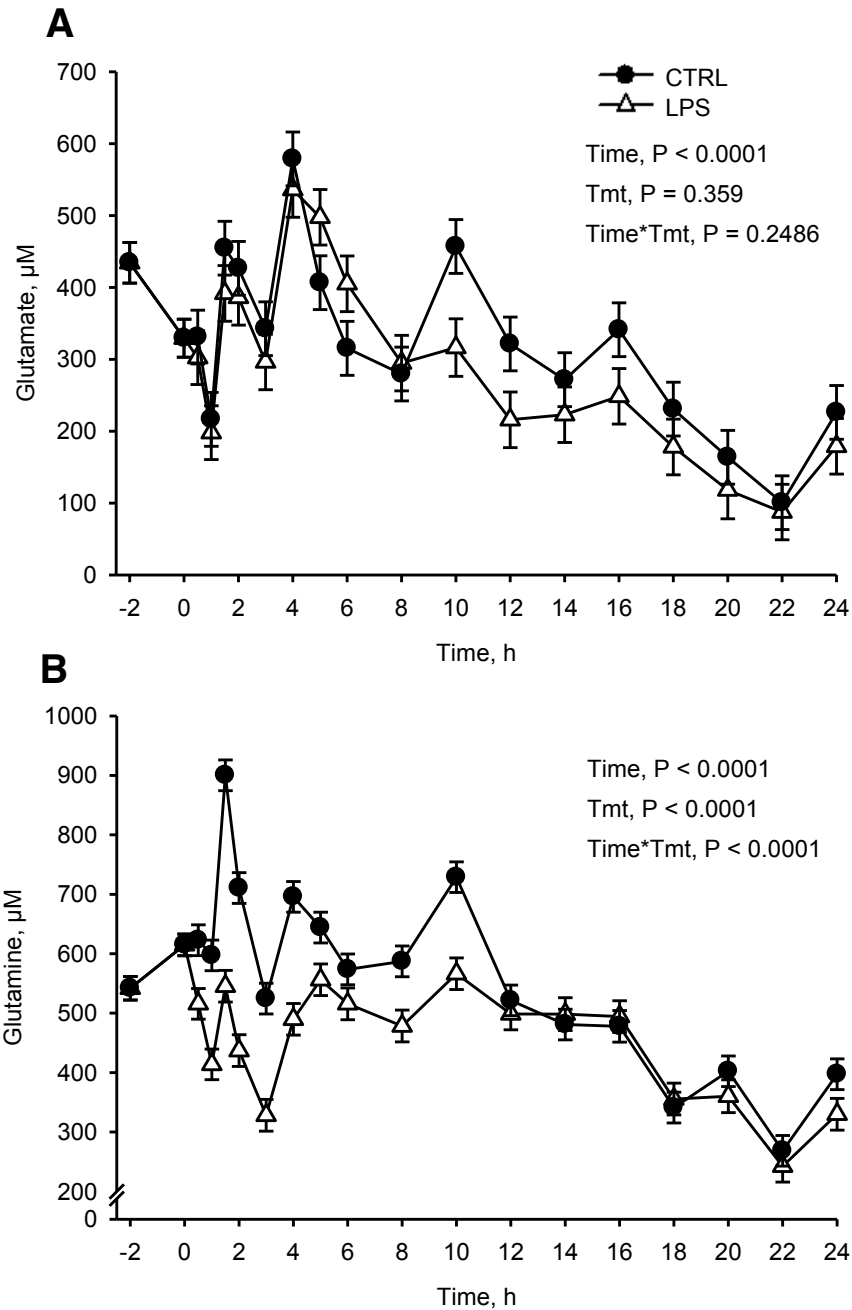 A
700
600
500
400
300
200
100
0
Glutamate, µM
CTRL
LPS
Time, P < 0.0001
Tmt, P = 0.359
Time*Tmt, P = 0.2486
-2 0 2 4 6 8 10 12 14 16 18 20 22 24
Time, h
B
1000
900
800
700
600
500
400
300
200
0
Glutamine, µM
Time, P < 0.0001
Tmt, P < 0.0001
Time*Tmt, P < 0.0001
-2 0 2 4 6 8 10 12 14 16 18 20 22 24
Time, h